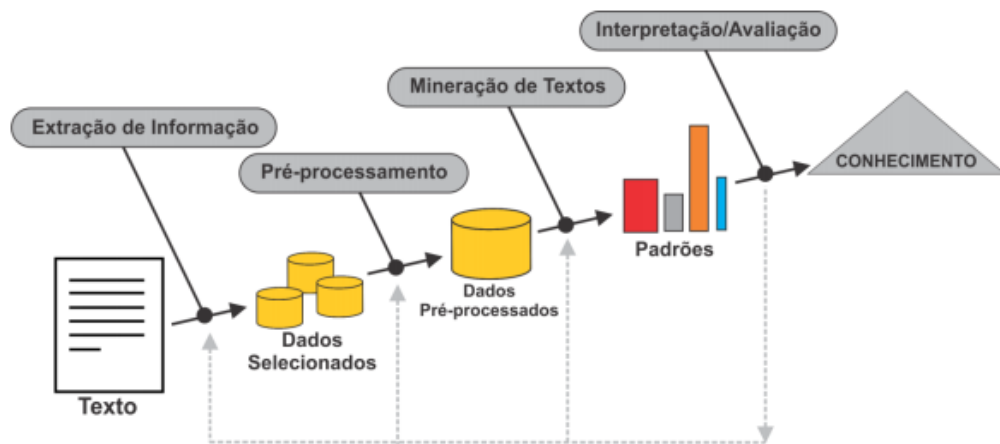 Interpretação/Avaliação
Mineração de Textos
Extração de Informação
Pré-processamento
CONHECIMENTO
Padrões
Dados
Pré-processados
Dados
Selecionados
Texto